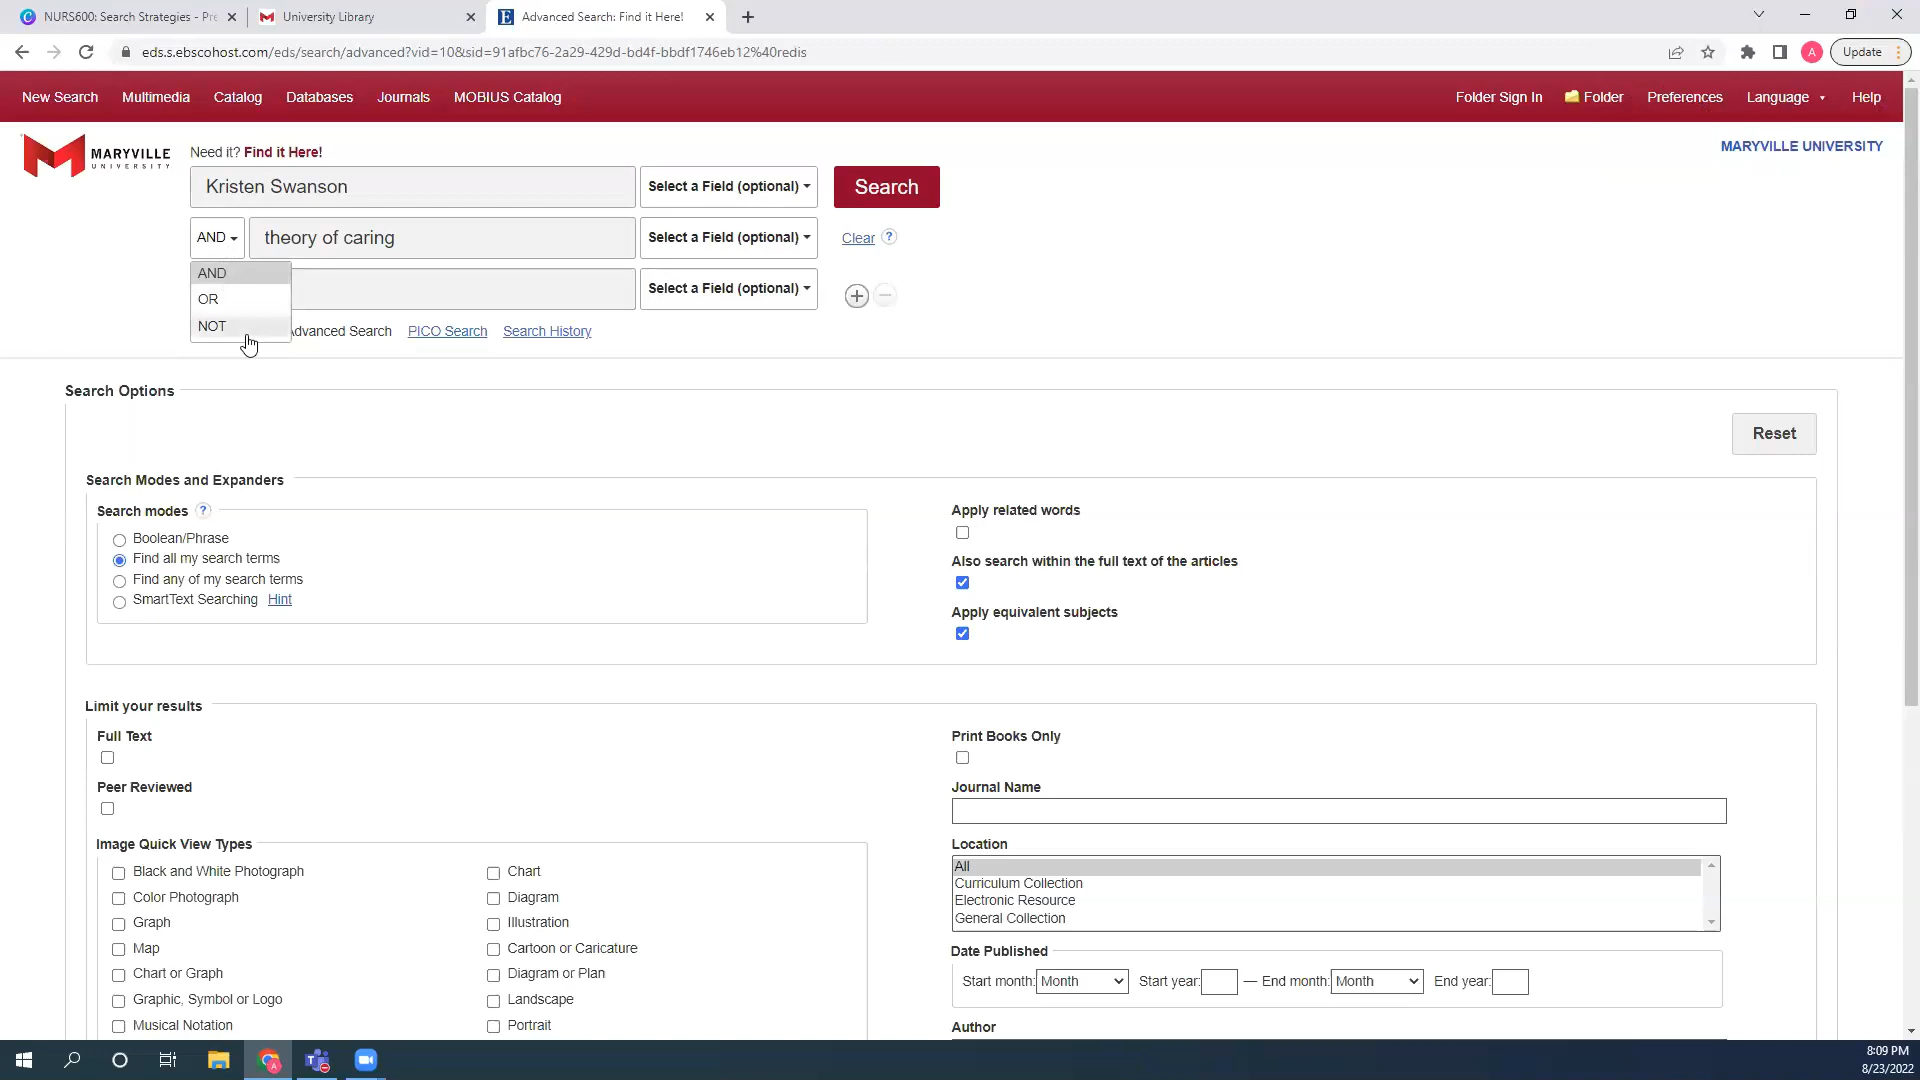 NURS600: Search Strategies - Pre
University Library
Advanced Search: Find it Here!
eds.s.ebscohost.com/eds/search/advanced?vid=10&sid=91afbc76-2a29-429d-bd4f-bbdf1746eb12%40redis
A
Update
New Search
Multimedia
Catalog
Databases
Journals
MOBIUS Catalog
Folder Sign In
Folder
Preferences
Language
Help
MARYVILLE
UNIVERSITY
Need it? Find it Here!
MARYVILLE UNIVERSITY
Kristen Swanson
Select a Field (optional)
Search
AND
theory of caring
Select a Field (optional)
Clear
?
AND
OR
NOT
Select a Field (optional)
Advanced Search
PICO Search
Search History
Search Options
Reset
Search Modes and Expanders
Search modes ?
Boolean/Phrase
Find all my search terms
Find any of my search terms
SmartText Searching Hint
Apply related words
Also search within the full text of the articles
Apply equivalent subjects
Limit your results
Full Text
Peer Reviewed
Print Books Only
Journal Name
Image Quick View Types
Black and White Photograph
Color Photograph
Graph
Map
Chart or Graph
Graphic, Symbol or Logo
Musical Notation
Chart
Diagram
Illustration
Cartoon or Caricature
Diagram or Plan
Landscape
Portrait
Location
All
Curriculum Collection
Electronic Resource
General Collection
Date Published
Start month: Month Start year: — End month: Month End year:
Author
8:09 PM
8/23/2022